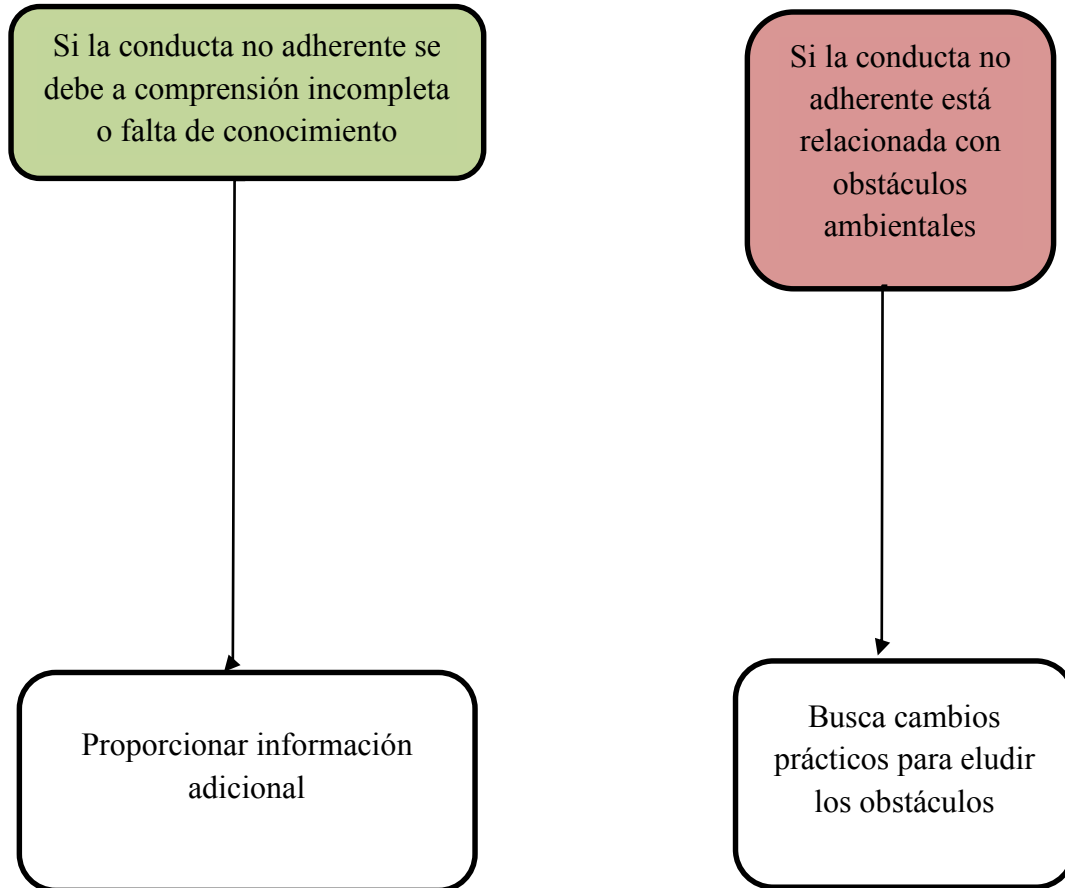 Si la conducta no adherente se
debe a comprensión incompleta
o falta de conocimiento
Si la conducta no
adherente está
relacionada con
obstáculos
ambientales
Proporcionar información
adicional
Busca cambios
prácticos para eludir
los obstáculos